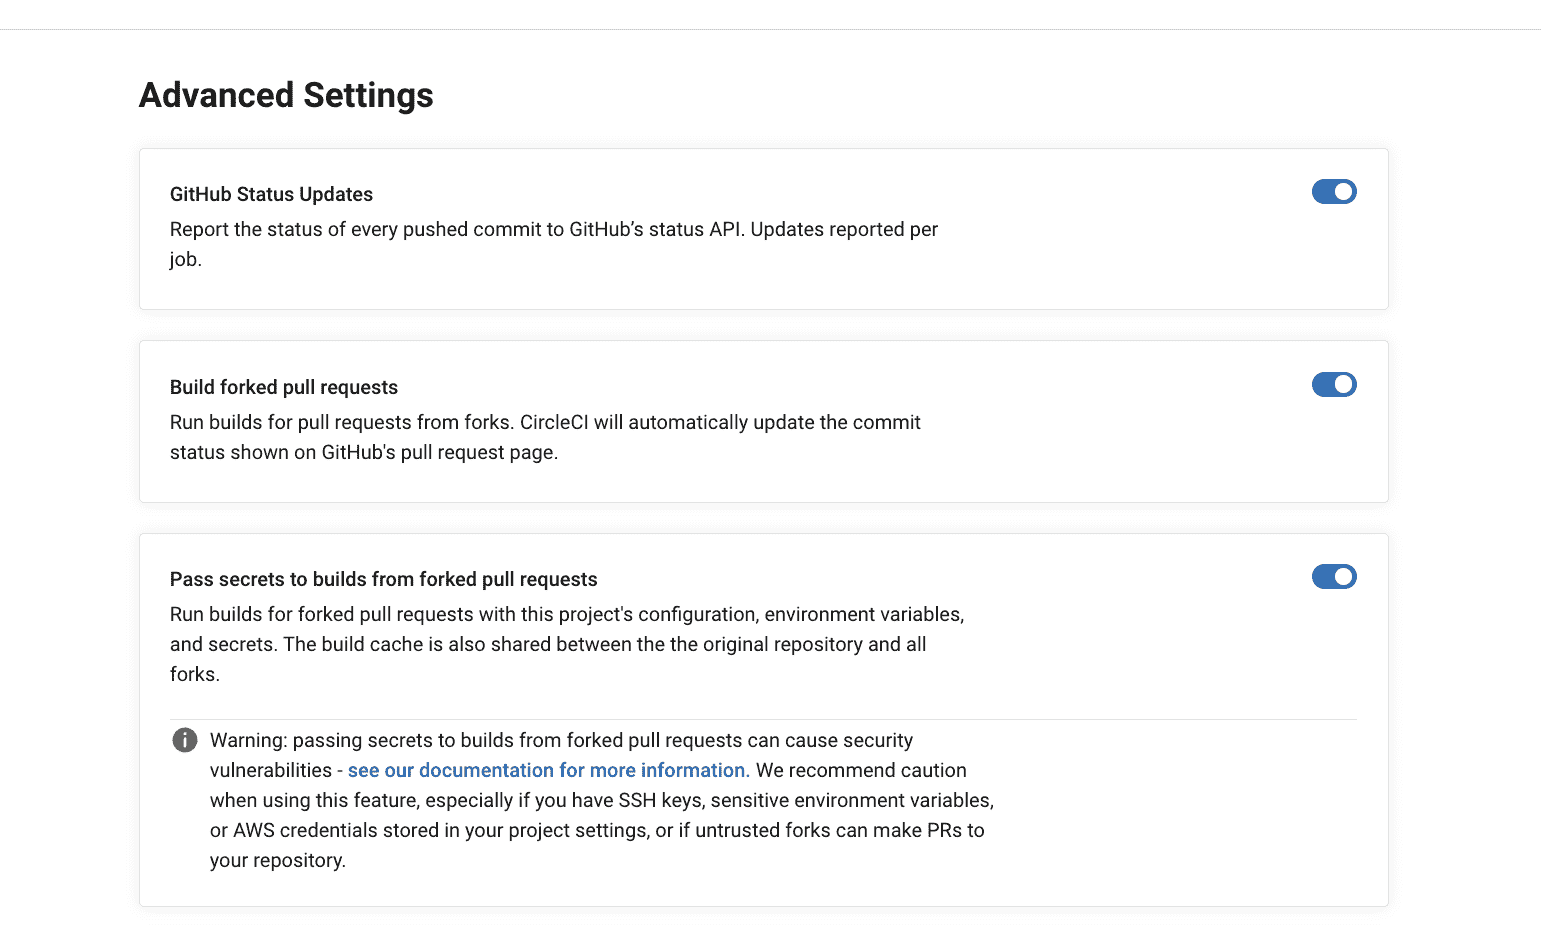 Advanced Settings
GitHub Status Updates
Report the status of every pushed commit to GitHub’s status API. Updates reported per
job.
Build forked pull requests
Run builds for pull requests from forks. CircleCI will automatically update the commit
status shown on GitHub's pull request page.
Pass secrets to builds from forked pull requests
Run builds for forked pull requests with this project's configuration, environment variables,
and secrets. The build cache is also shared between the the original repository and all
forks.
Warning: passing secrets to builds from forked pull requests can cause security
vulnerabilities - see our documentation for more information. We recommend caution
when using this feature, especially if you have SSH keys, sensitive environment variables,
or AWS credentials stored in your project settings, or if untrusted forks can make PRs to
your repository.